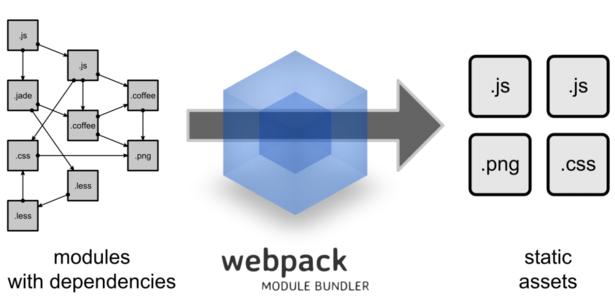 .js
.js
.jade
.coffee
.coffee
.css
.png
.less
.less
modules
with dependencies
webpack
MODULE BUNDLER
.js
.js
.png
.css
static
assets